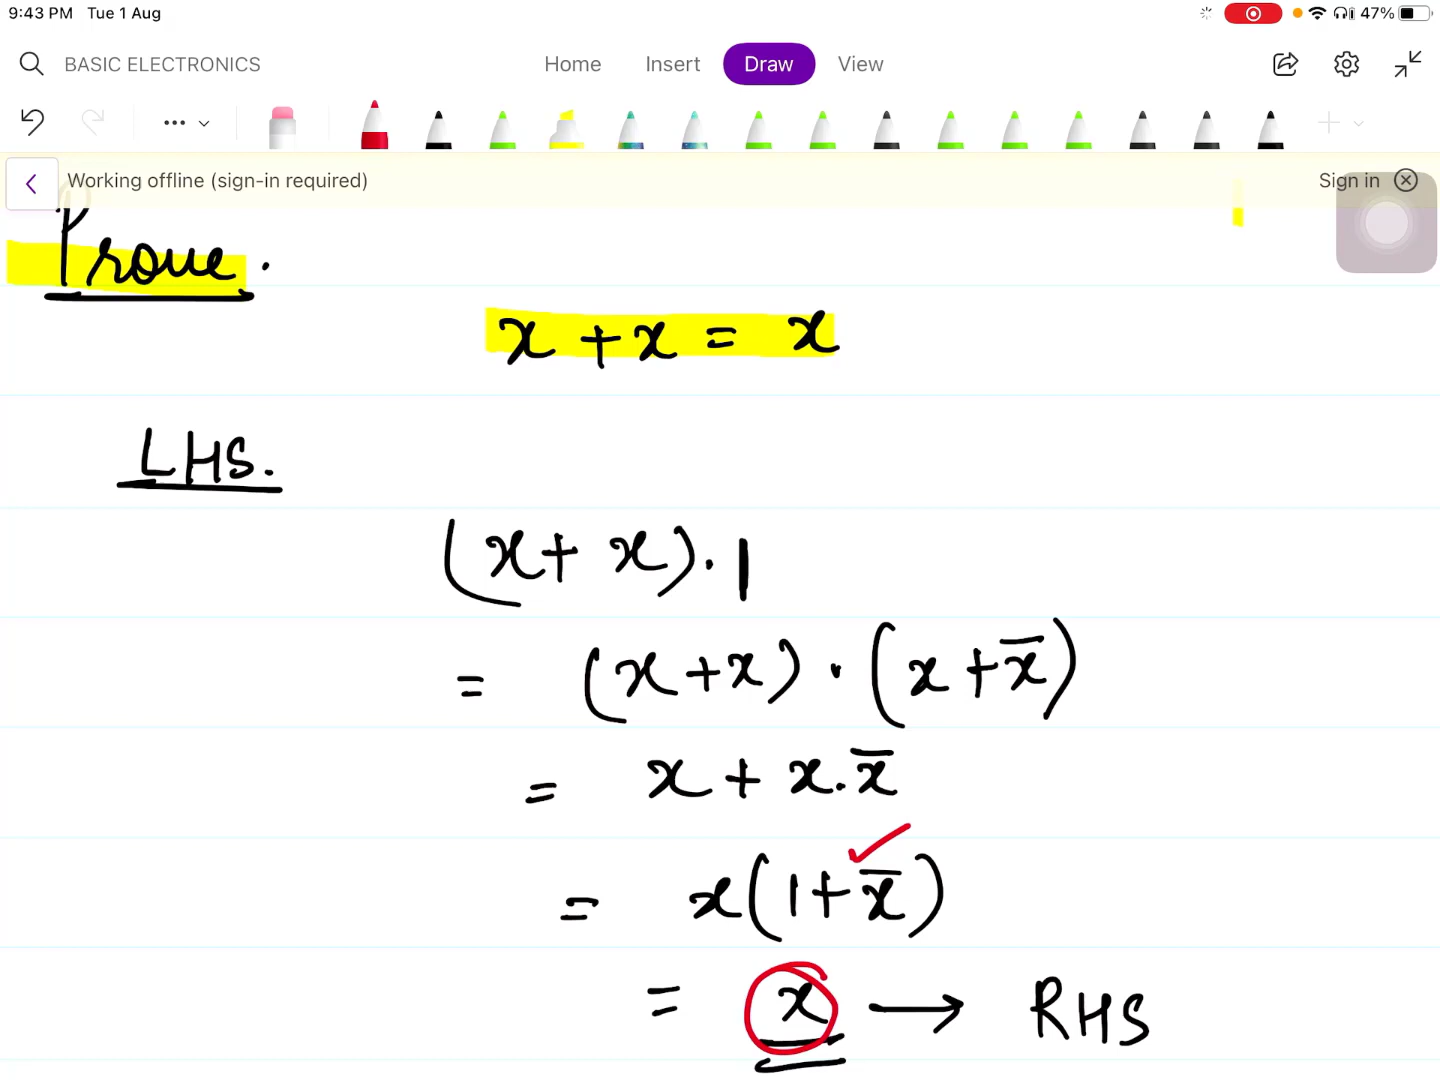 9:43 PM Tue 1 Aug 47%
BASIC ELECTRONICS Home Insert Draw View
Working offline (sign-in required) Sign in
Prove.
x + x = x
LHS.
(x + x) . 1
= (x + x) . (x + x̅)
= x + x . x̅
= x (1 + x̅)
= x → RHS